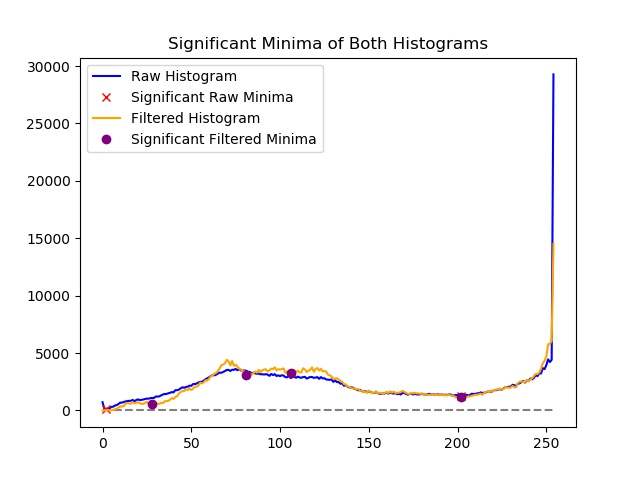 Significant Minima of Both Histograms
30000
25000
20000
15000
10000
5000
0
Raw Histogram
Significant Raw Minima
Filtered Histogram
Significant Filtered Minima
0 50 100 150 200 250